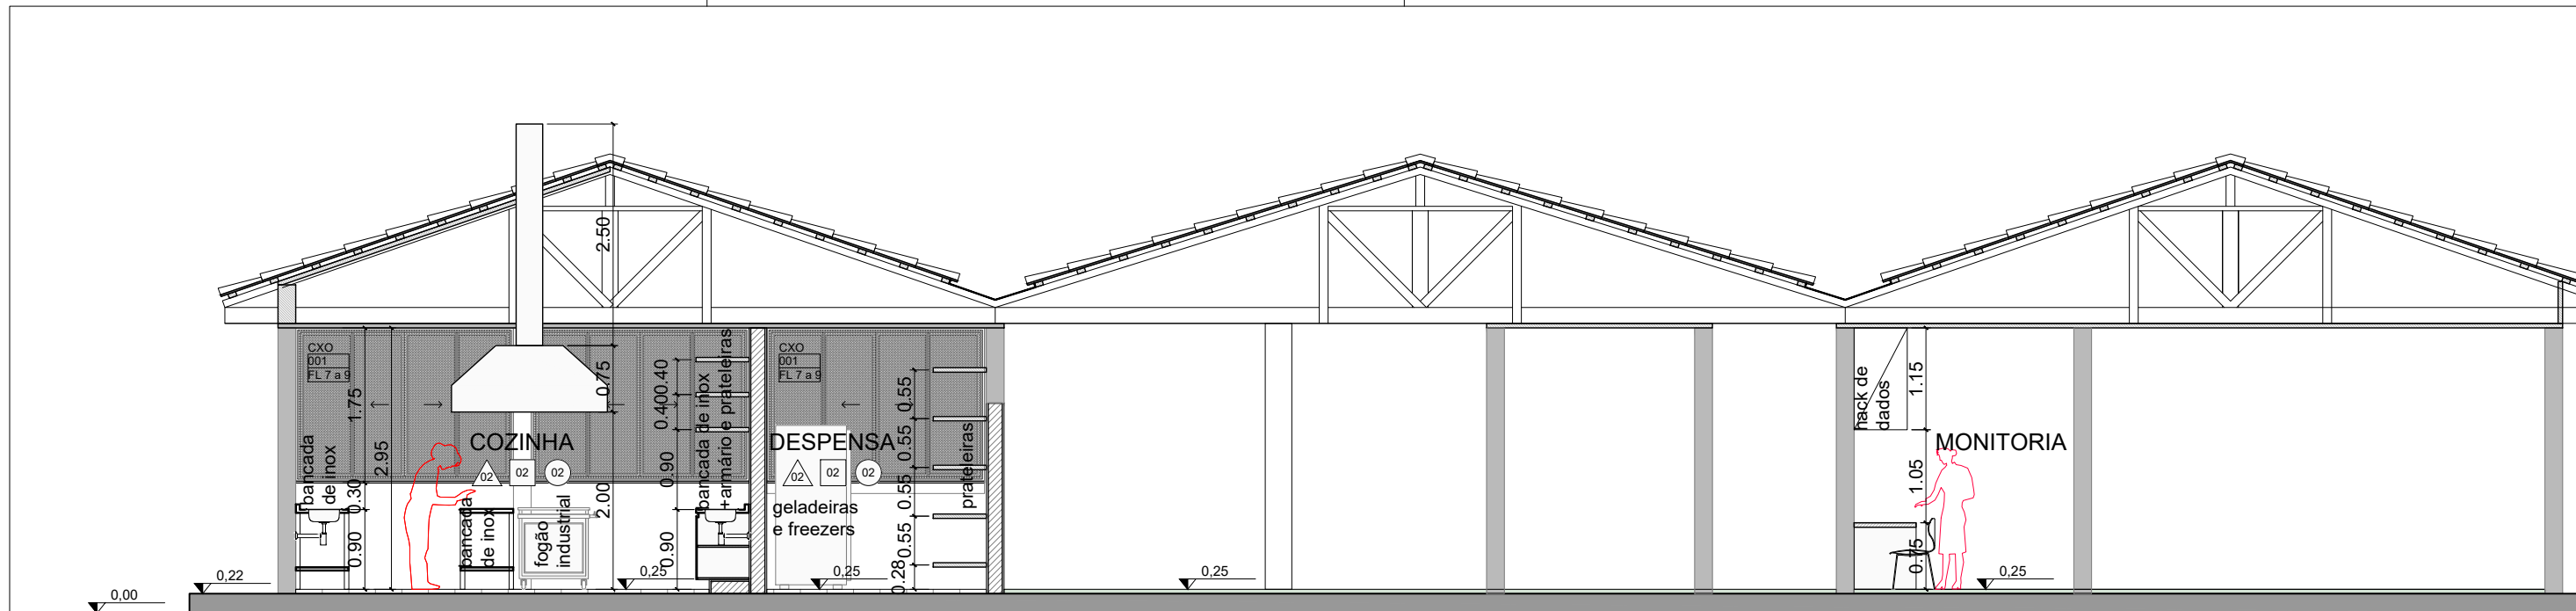 2.50
CXO
001
FL 7 a 9
CXO
001
FL 7 a 9
1.75
2.95
0.75
0.40
0.40
bancada de inox
+armário e prateleiras
0.55
0.55
0.55
0.55
0.28
prateleiras
hack de
dados
1.15
COZINHA
02
02
02
DESPENSA
02
02
02
MONITORIA
bancada
de inox
0.30
0.90
bancada
de inox
fogão
industrial
2.00
0.90
0.90
geladeiras
e freezers
1.05
0.75
0,25
0,25
0,25
0,25
0,22
0,00